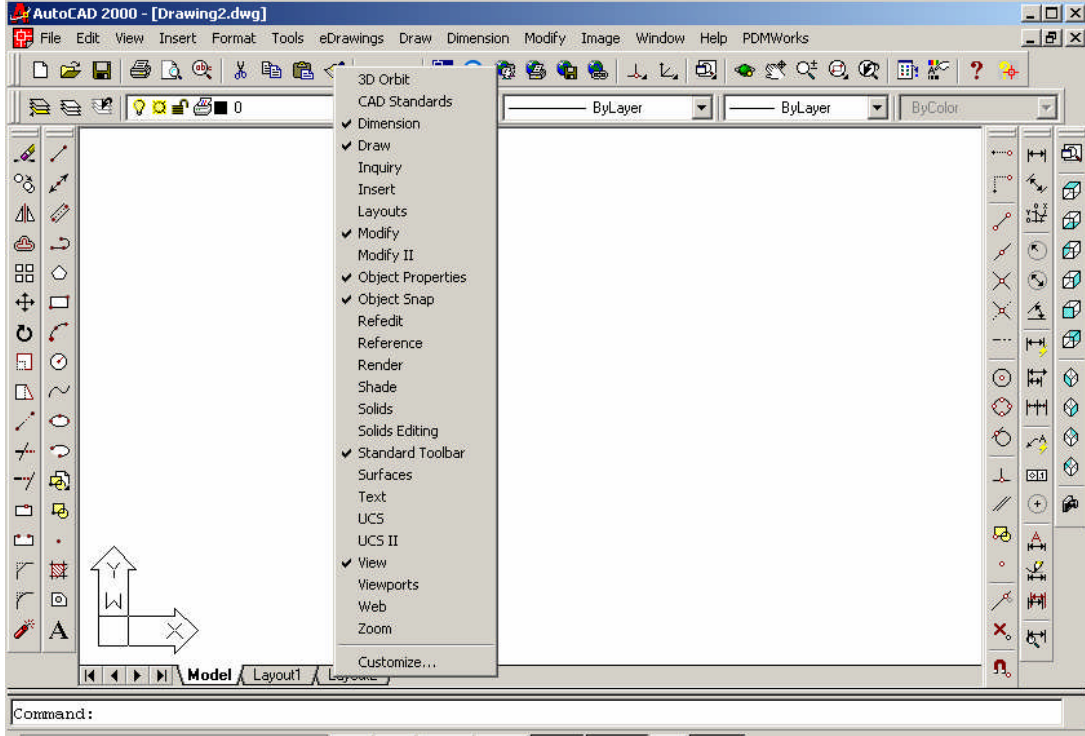 AutoCAD 2000 - [Drawing2.dwg]
File Edit View Insert Format Tools eDrawings Draw Dimension Modify Image Window Help PDMWorks
0 ByLayer ByLayer ByColor
3D Orbit
CAD Standards
Dimension
Draw
Inquiry
Insert
Layouts
Modify
Modify II
Object Properties
Object Snap
Refedit
Reference
Render
Shade
Solids
Solids Editing
Standard Toolbar
Surfaces
Text
UCS
UCS II
View
Viewports
Web
Zoom
Customize...
Y
W
X
A
Model Layout1
Command: